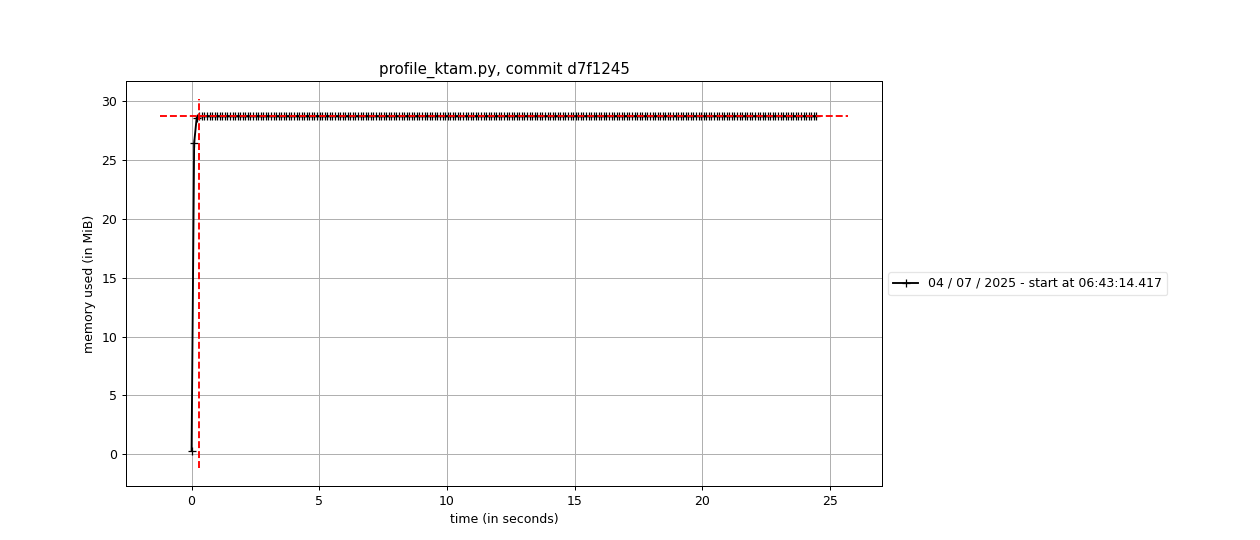 profile_ktam.py, commit d7f1245
30
25
20
15
10
5
0
memory used (in MiB)
0 5 10 15 20 25
time (in seconds)
04 / 07 / 2025 - start at 06:43:14.417